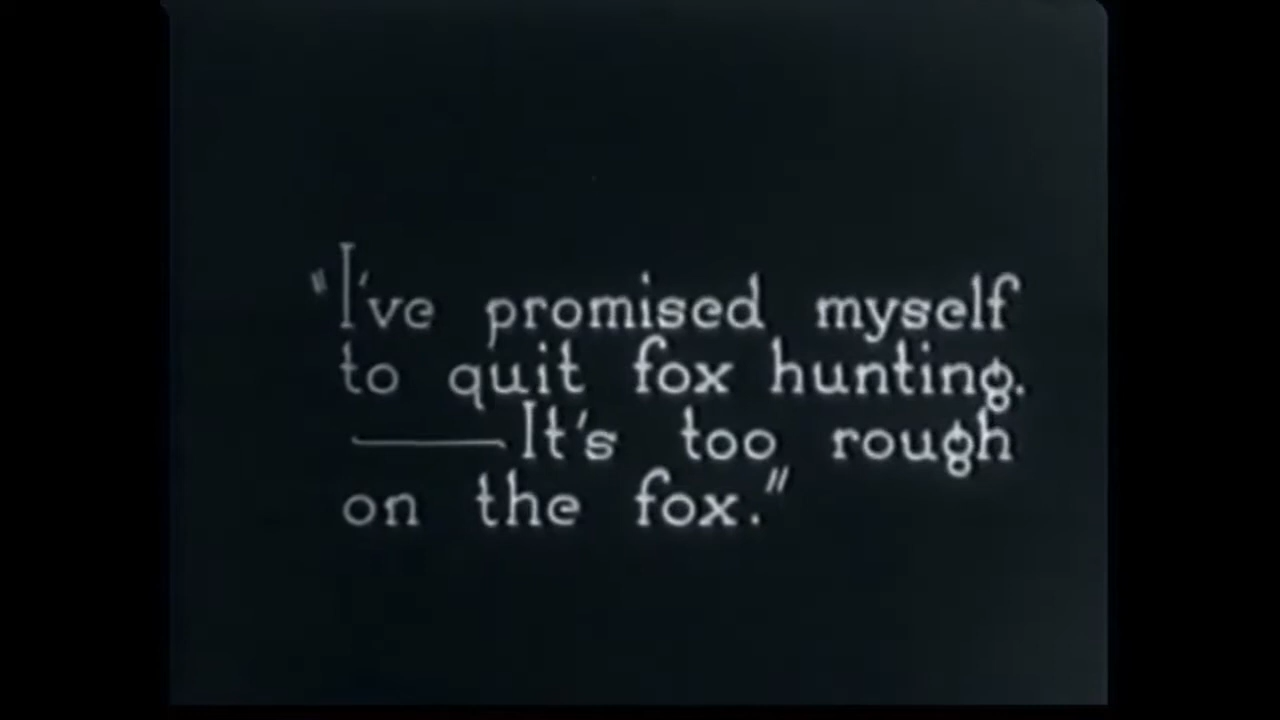 "I've promised myself
to quit fox hunting.
——It's too rough
on the fox."